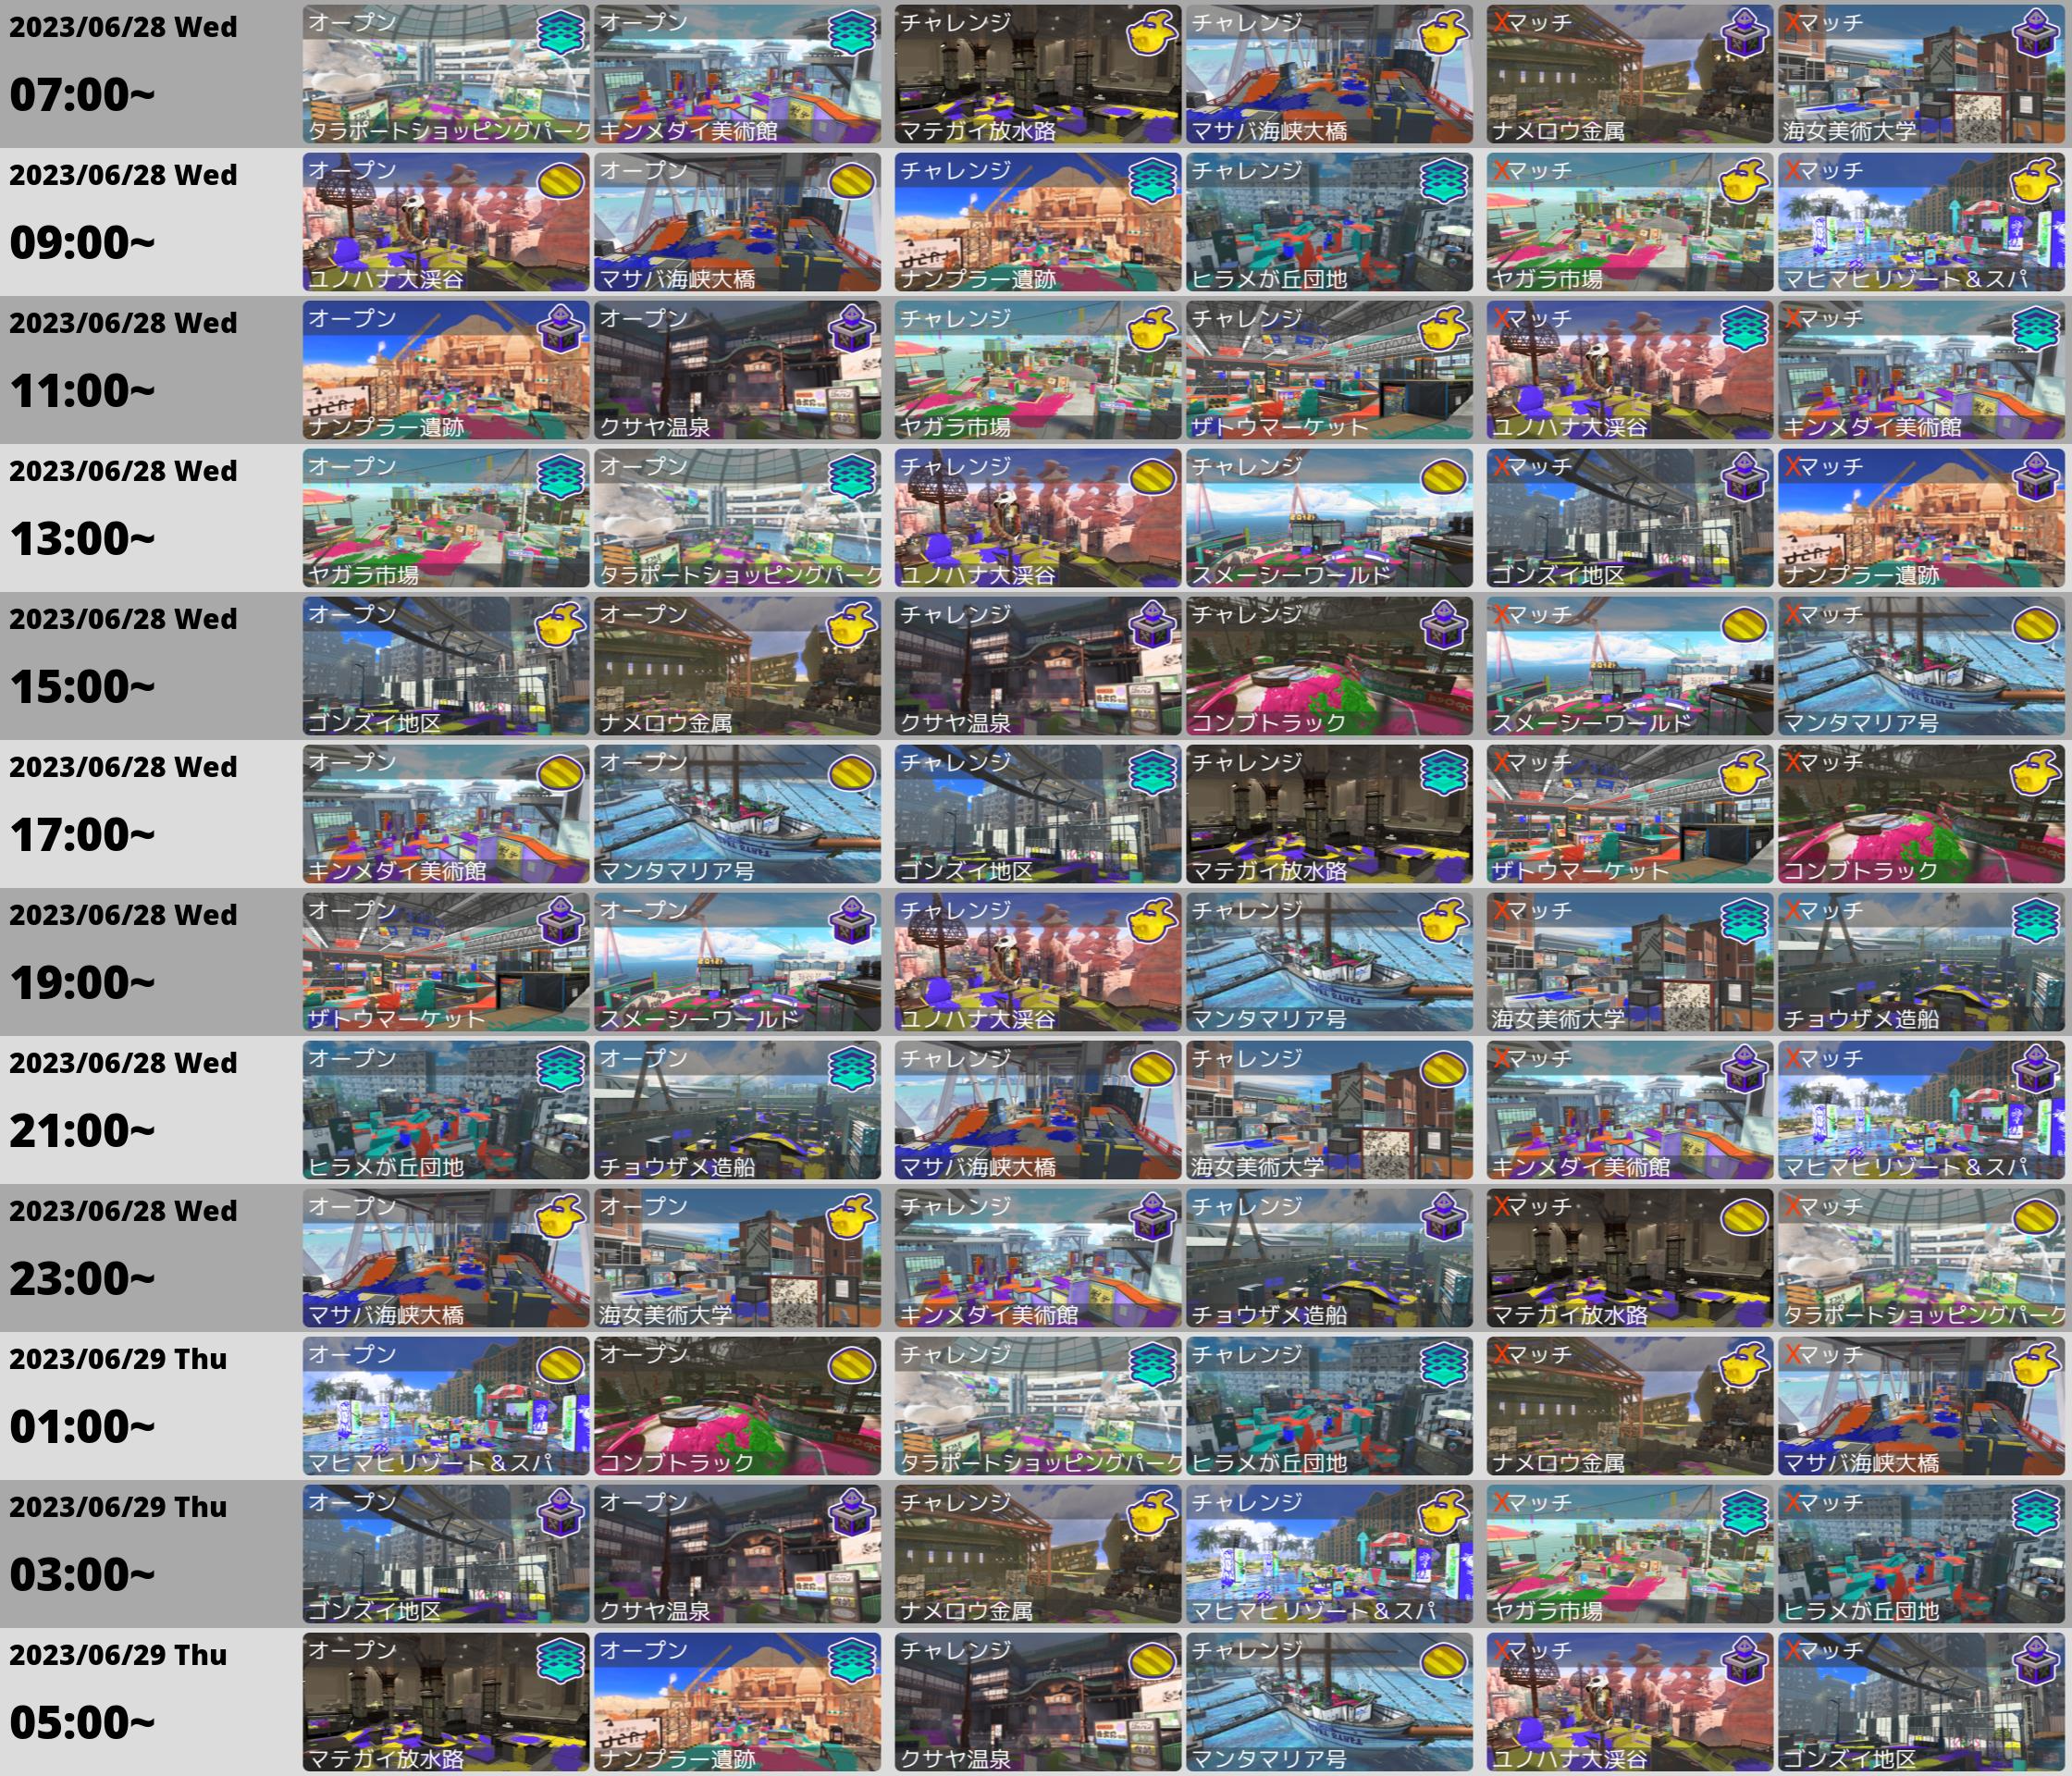 2023/06/28 Wed
07:00~
オープン オープン チャレンジ チャレンジ Xマッチ Xマッチ
タラポートショッピングパーク キンメダイ美術館 マテガイ放水路 マサバ海峡大橋 ナメロウ金属 海女美術大学
2023/06/28 Wed
09:00~
オープン オープン チャレンジ チャレンジ Xマッチ Xマッチ
ユノハナ大渓谷 マサバ海峡大橋 ナンプラー遺跡 ヒラメが丘団地 ヤガラ市場 マヒマヒリゾート&スパ
2023/06/28 Wed
11:00~
オープン オープン チャレンジ チャレンジ Xマッチ Xマッチ
ナンプラー遺跡 クサヤ温泉 ヤガラ市場 ザトウマーケット ユノハナ大渓谷 キンメダイ美術館
2023/06/28 Wed
13:00~
オープン オープン チャレンジ チャレンジ Xマッチ Xマッチ
ヤガラ市場 タラポートショッピングパーク ユノハナ大渓谷 スメーシーワールド ゴンズイ地区 ナンプラー遺跡
2023/06/28 Wed
15:00~
オープン オープン チャレンジ チャレンジ Xマッチ Xマッチ
ゴンズイ地区 ナメロウ金属 クサヤ温泉 コンブトラック スメーシーワールド マンタマリア号
2023/06/28 Wed
17:00~
オープン オープン チャレンジ チャレンジ Xマッチ Xマッチ
キンメダイ美術館 マンタマリア号 ゴンズイ地区 マテガイ放水路 ザトウマーケット コンブトラック
2023/06/28 Wed
19:00~
オープン オープン チャレンジ チャレンジ Xマッチ Xマッチ
ザトウマーケット スメーシーワールド ユノハナ大渓谷 マンタマリア号 海女美術大学 チョウザメ造船
2023/06/28 Wed
21:00~
オープン オープン チャレンジ チャレンジ Xマッチ Xマッチ
ヒラメが丘団地 チョウザメ造船 マサバ海峡大橋 海女美術大学 キンメダイ美術館 マヒマヒリゾート&スパ
2023/06/28 Wed
23:00~
オープン オープン チャレンジ チャレンジ Xマッチ Xマッチ
マサバ海峡大橋 海女美術大学 キンメダイ美術館 チョウザメ造船 マテガイ放水路 タラポートショッピングパーク
2023/06/29 Thu
01:00~
オープン オープン チャレンジ チャレンジ Xマッチ Xマッチ
マヒマヒリゾート&スパ コンブトラック タラポートショッピングパーク ヒラメが丘団地 ナメロウ金属 マサバ海峡大橋
2023/06/29 Thu
03:00~
オープン オープン チャレンジ チャレンジ Xマッチ Xマッチ
ゴンズイ地区 クサヤ温泉 ナメロウ金属 マヒマヒリゾート&スパ ヤガラ市場 ヒラメが丘団地
2023/06/29 Thu
05:00~
オープン オープン チャレンジ チャレンジ Xマッチ Xマッチ
マテガイ放水路 ナンプラー遺跡 クサヤ温泉 マンタマリア号 ユノハナ大渓谷 ゴンズイ地区